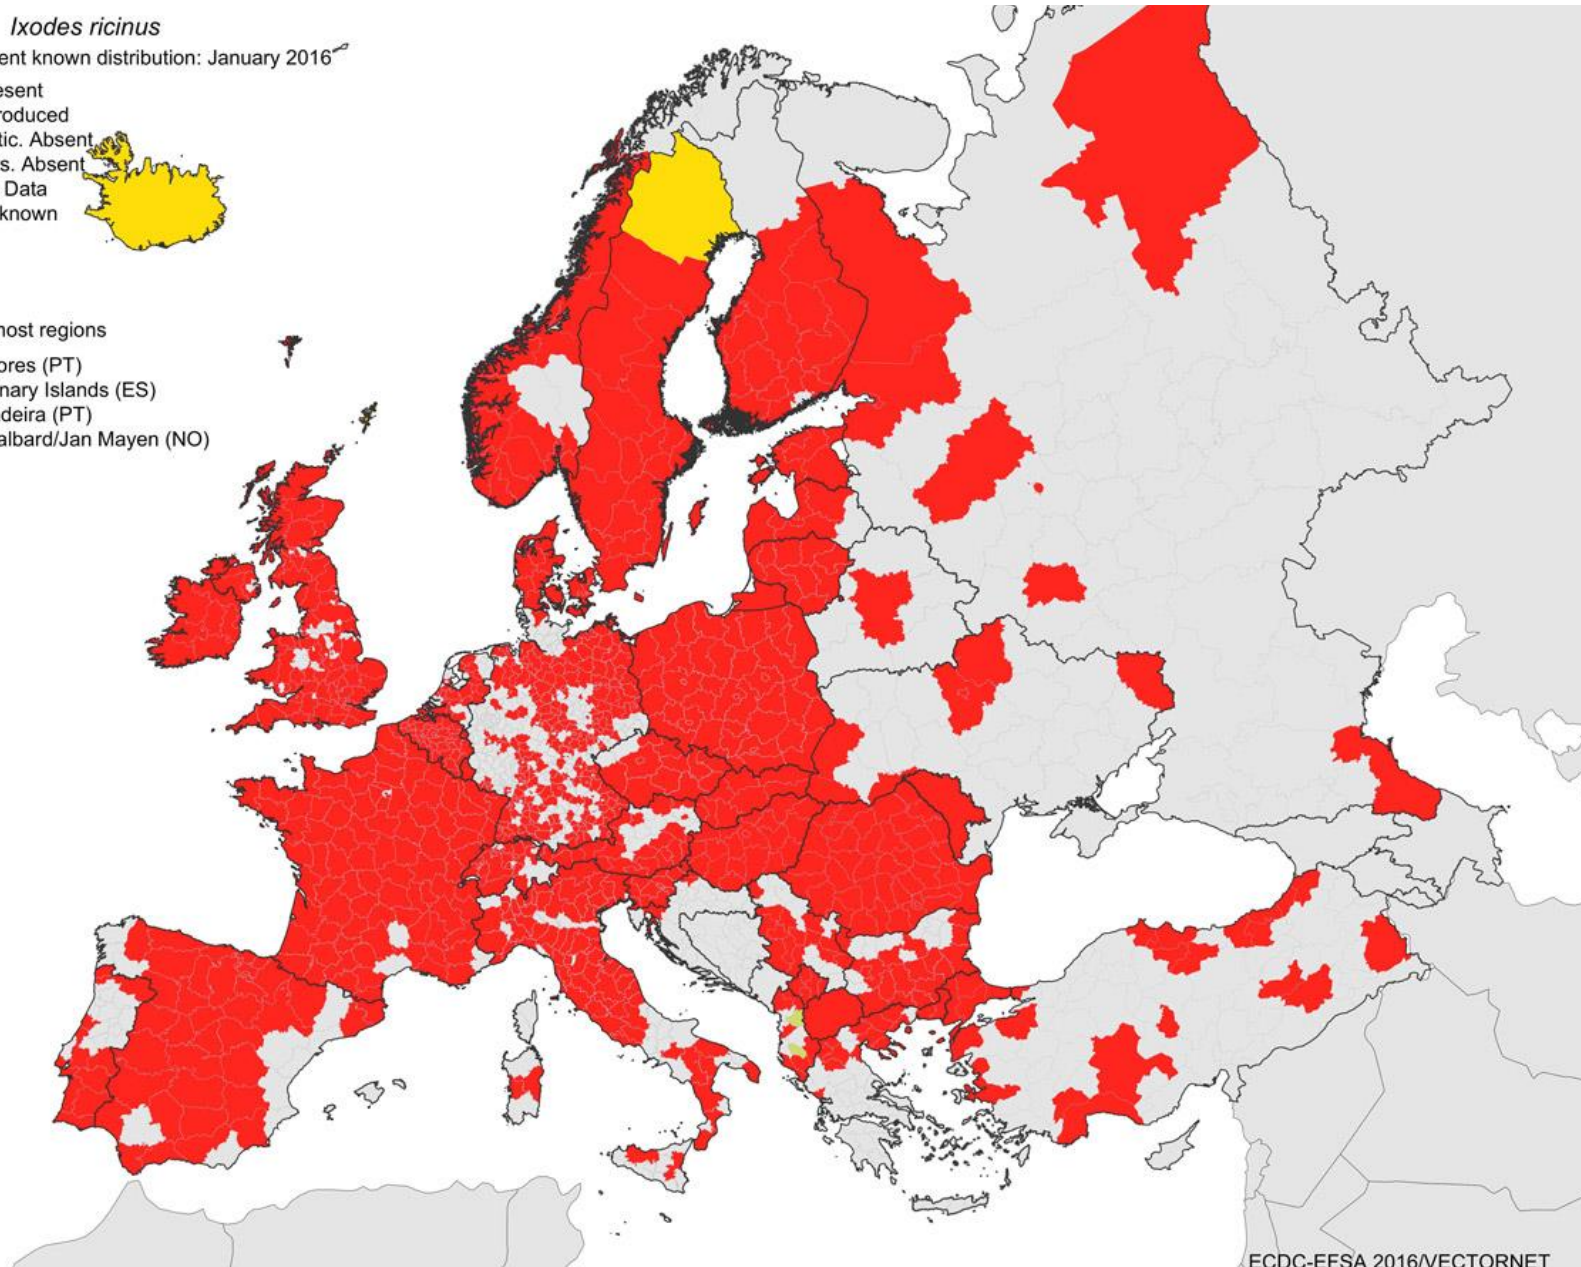 Ixodes ricinus
ent known distribution: January 2016
esent
roduced
tic. Absent
s. Absent
Data
known
nost regions
ores (PT)
nary Islands (ES)
deira (PT)
albard/Jan Mayen (NO)
ECDC-EFSA 2016/VECTORNET